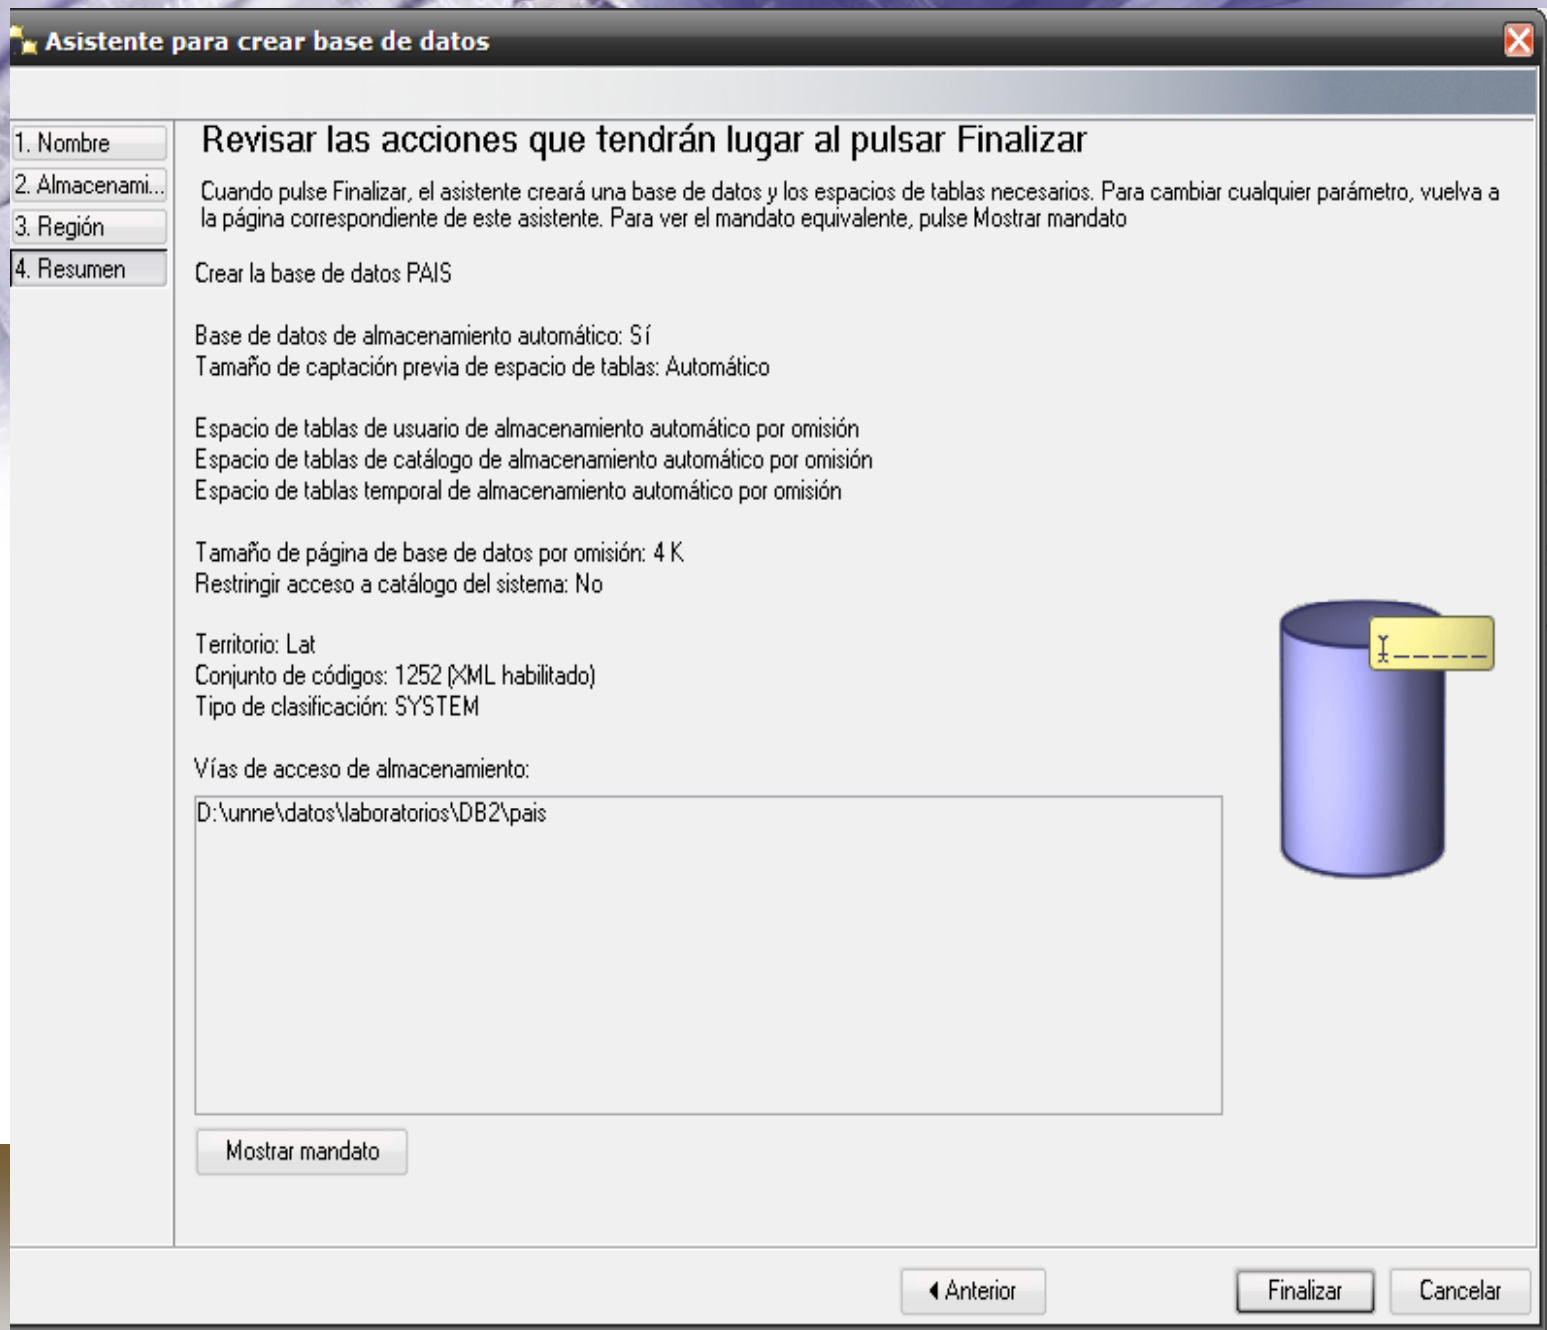 Asistente para crear base de datos
1. Nombre
2. Almacenami...
3. Región
4. Resumen
Revisar las acciones que tendrán lugar al pulsar Finalizar
Cuando pulse Finalizar, el asistente creará una base de datos y los espacios de tablas necesarios. Para cambiar cualquier parámetro, vuelva a
la página correspondiente de este asistente. Para ver el mandato equivalente, pulse Mostrar mandato
Crear la base de datos PAIS
Base de datos de almacenamiento automático: Sí
Tamaño de captación previa de espacio de tablas: Automático
Espacio de tablas de usuario de almacenamiento automático por omisión
Espacio de tablas de catálogo de almacenamiento automático por omisión
Espacio de tablas temporal de almacenamiento automático por omisión
Tamaño de página de base de datos por omisión: 4 K
Restringir acceso a catálogo del sistema: No
Territorio: Lat
Conjunto de códigos: 1252 (XML habilitado)
Tipo de clasificación: SYSTEM
Vías de acceso de almacenamiento:
D:\unne\datos\laboratorios\DB2\pais
Mostrar mandato
Anterior
Finalizar
Cancelar